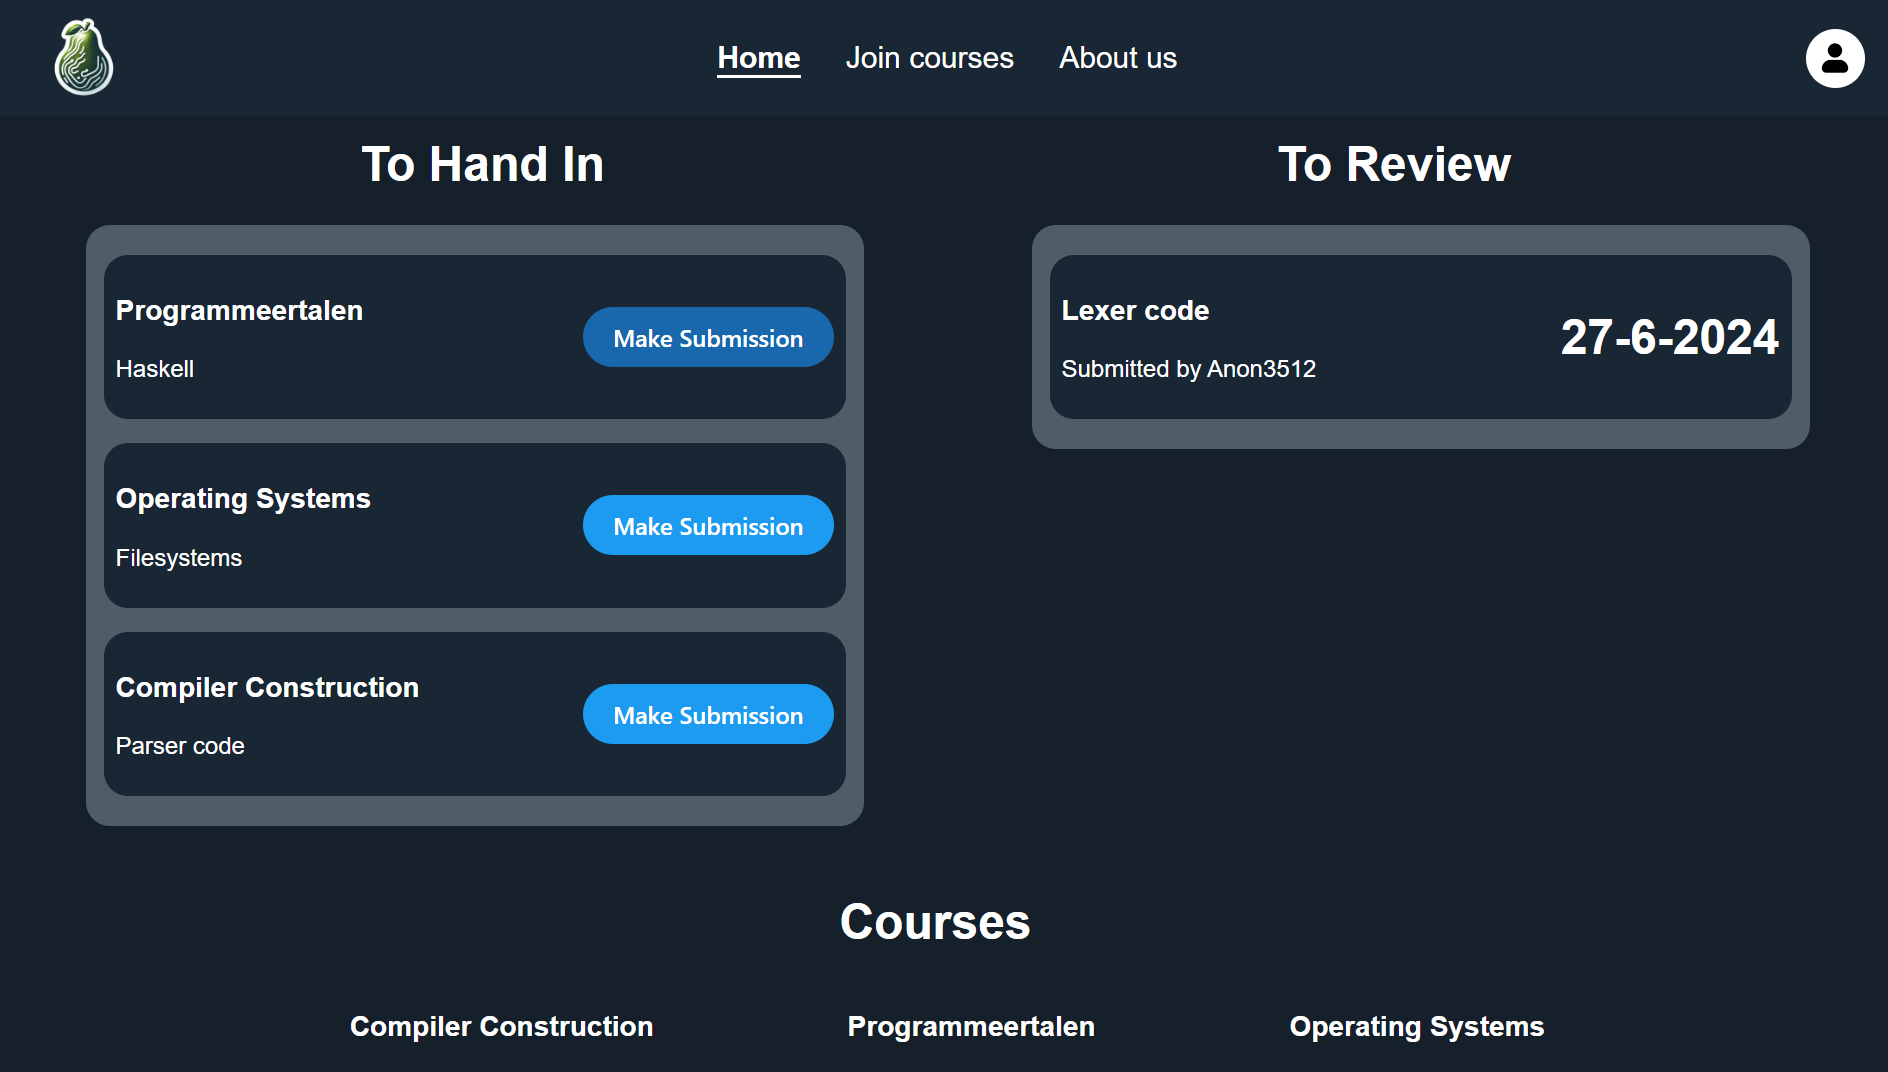 Home
Join courses
About us
To Hand In
Programmeertalen
Haskell
Make Submission
Operating Systems
Filesystems
Make Submission
Compiler Construction
Parser code
Make Submission
To Review
Lexer code
Submitted by Anon3512
27-6-2024
Courses
Compiler Construction
Programmeertalen
Operating Systems